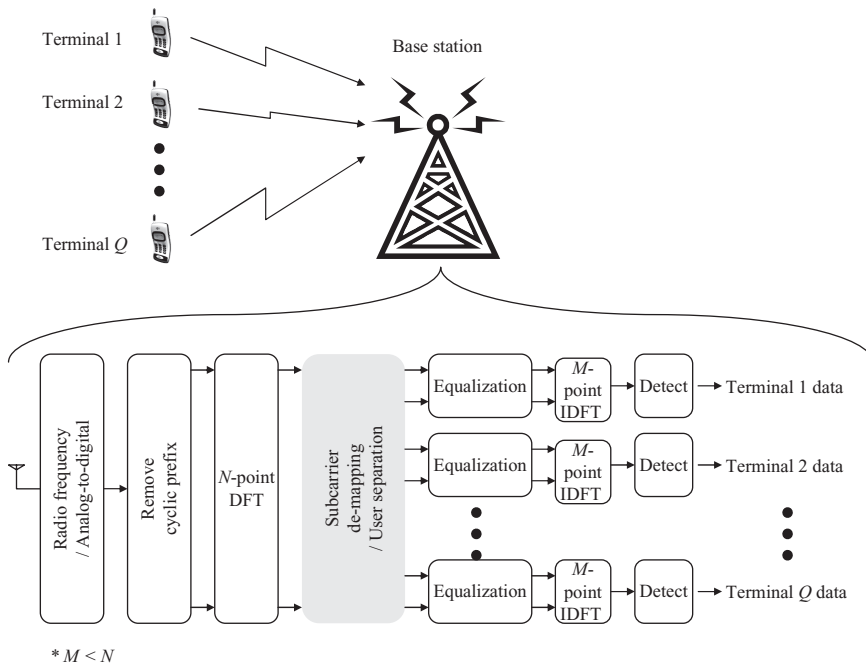 Terminal 1
Base station
Terminal 2
Terminal Q
Radio frequency
/ Analog-to-digital
Remove
cyclic prefix
N-point
DFT
Subcarrier
de-mapping
/ User separation
Equalization
M-
point
IDFT
Detect
Terminal 1 data
Equalization
M-
point
IDFT
Detect
Terminal 2 data
Equalization
M-
point
IDFT
Detect
Terminal Q data
* M < N